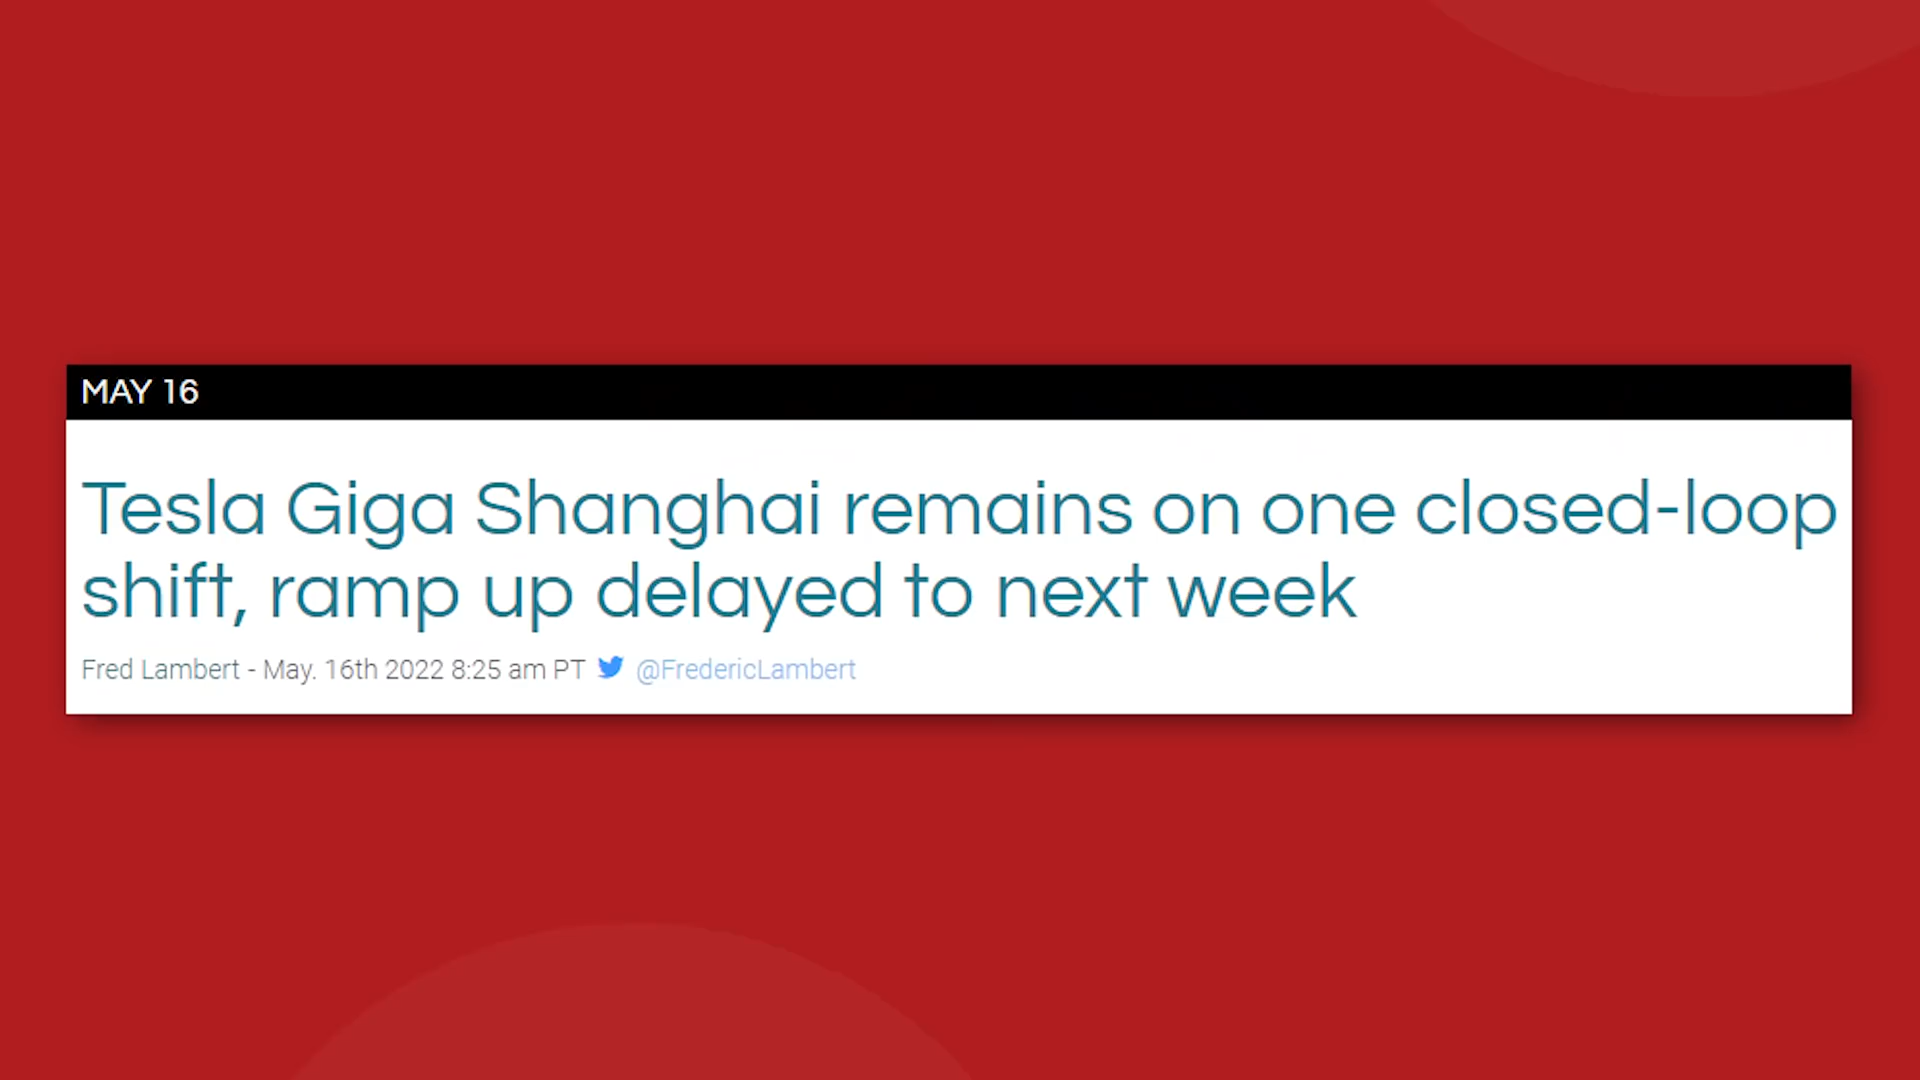 MAY 16
Tesla Giga Shanghai remains on one closed-loop
shift, ramp up delayed to next week
Fred Lambert - May. 16th 2022 8:25 am PT @FredericLambert